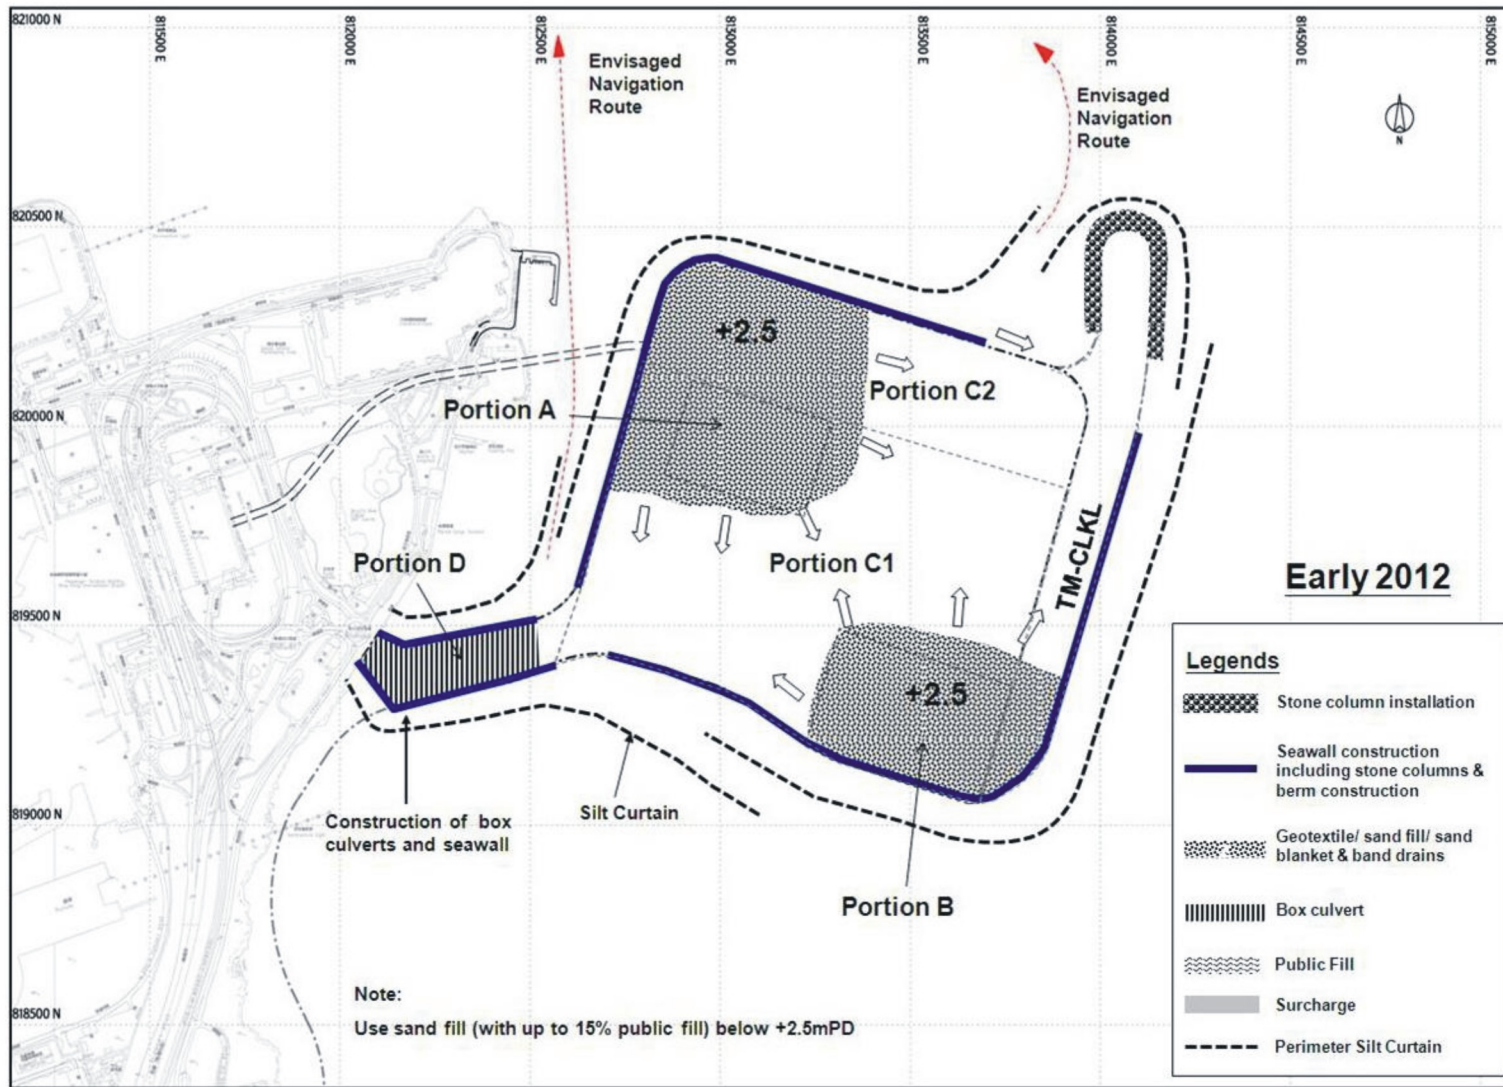 821000 N
811500 E
812000 E
812500 E
813000 E
813500 E
814000 E
814500 E
815000 E
Envisaged
Navigation
Route
Envisaged
Navigation
Route
N
820500 N
+2.5
Portion C2
Portion A
820000 N
Portion D
Portion C1
TM-CLKL
Early 2012
819500 N
+2.5
819000 N
Construction of box
culverts and seawall
Silt Curtain
Portion B
818500 N
Note:
Use sand fill (with up to 15% public fill) below +2.5mPD
Legends
Stone column installation
Seawall construction
including stone columns &
berm construction
Geotextile/ sand fill/ sand
blanket & band drains
Box culvert
Public Fill
Surcharge
Perimeter Silt Curtain